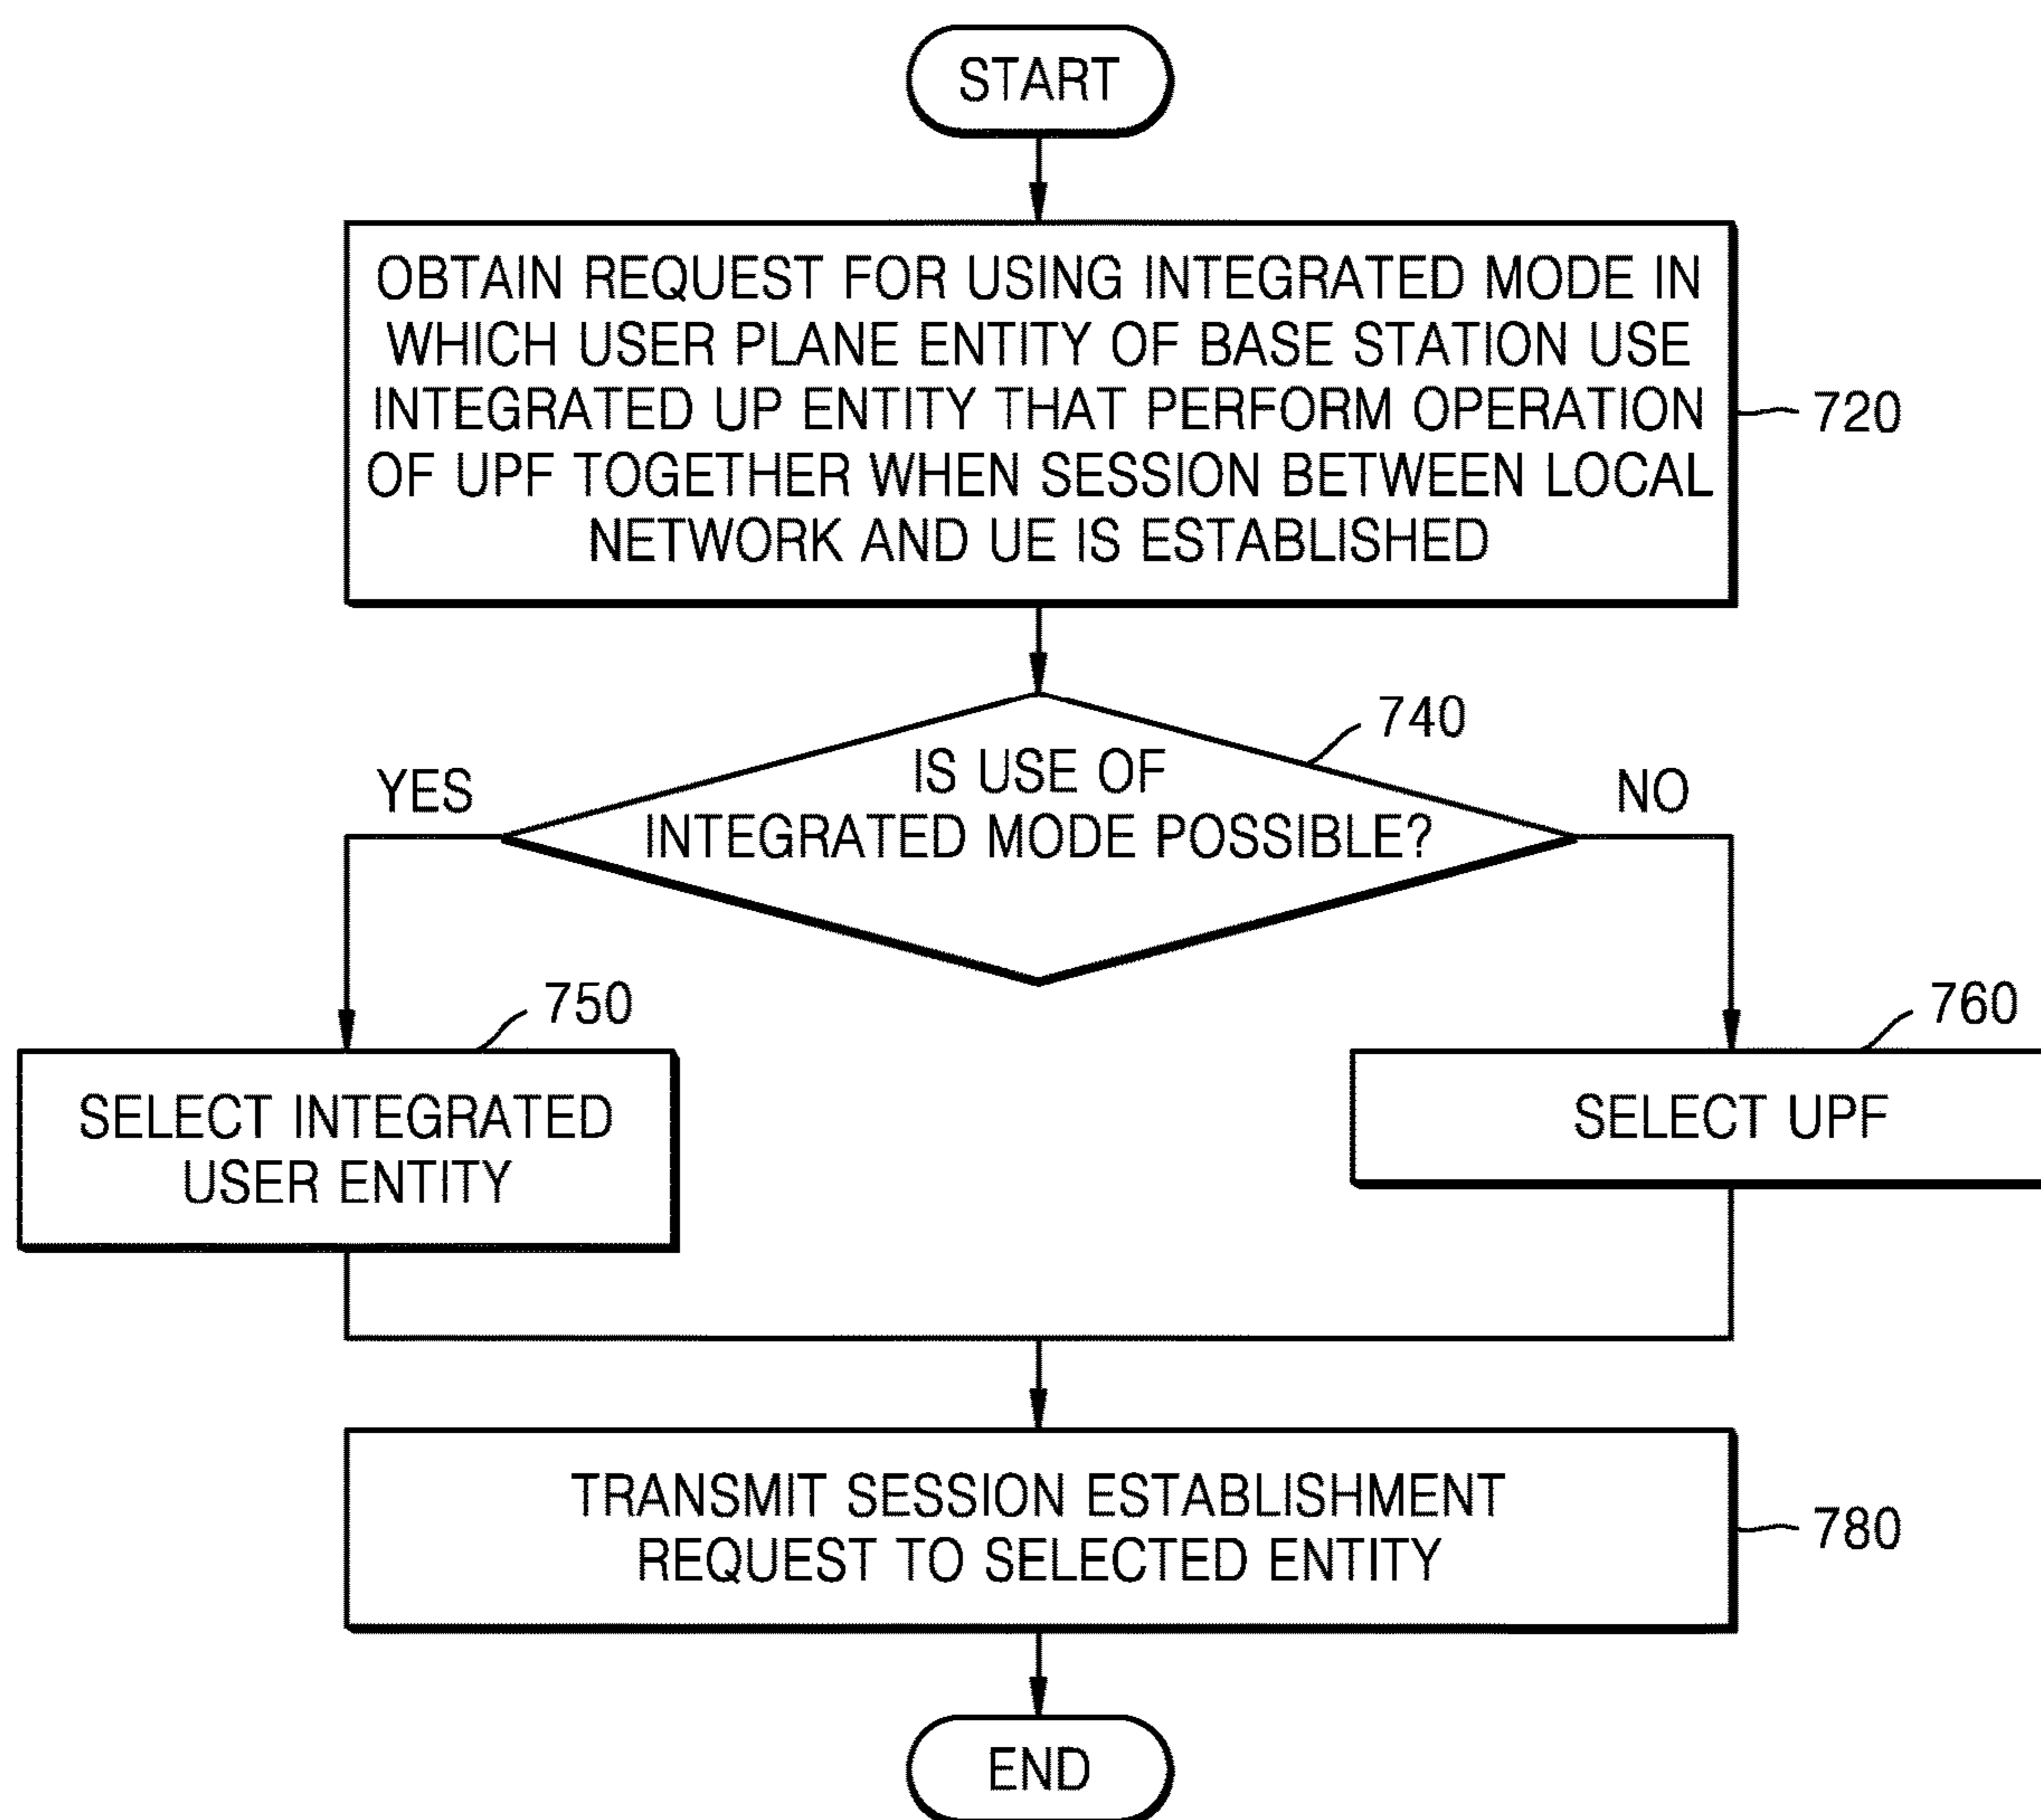 START
OBTAIN REQUEST FOR USING INTEGRATED MODE IN
WHICH USER PLANE ENTITY OF BASE STATION USE
INTEGRATED UP ENTITY THAT PERFORM OPERATION
OF UPF TOGETHER WHEN SESSION BETWEEN LOCAL
NETWORK AND UE IS ESTABLISHED
720
740
IS USE OF
INTEGRATED MODE POSSIBLE?
YES
NO
750
SELECT INTEGRATED
USER ENTITY
760
SELECT UPF
TRANSMIT SESSION ESTABLISHMENT
REQUEST TO SELECTED ENTITY
780
END